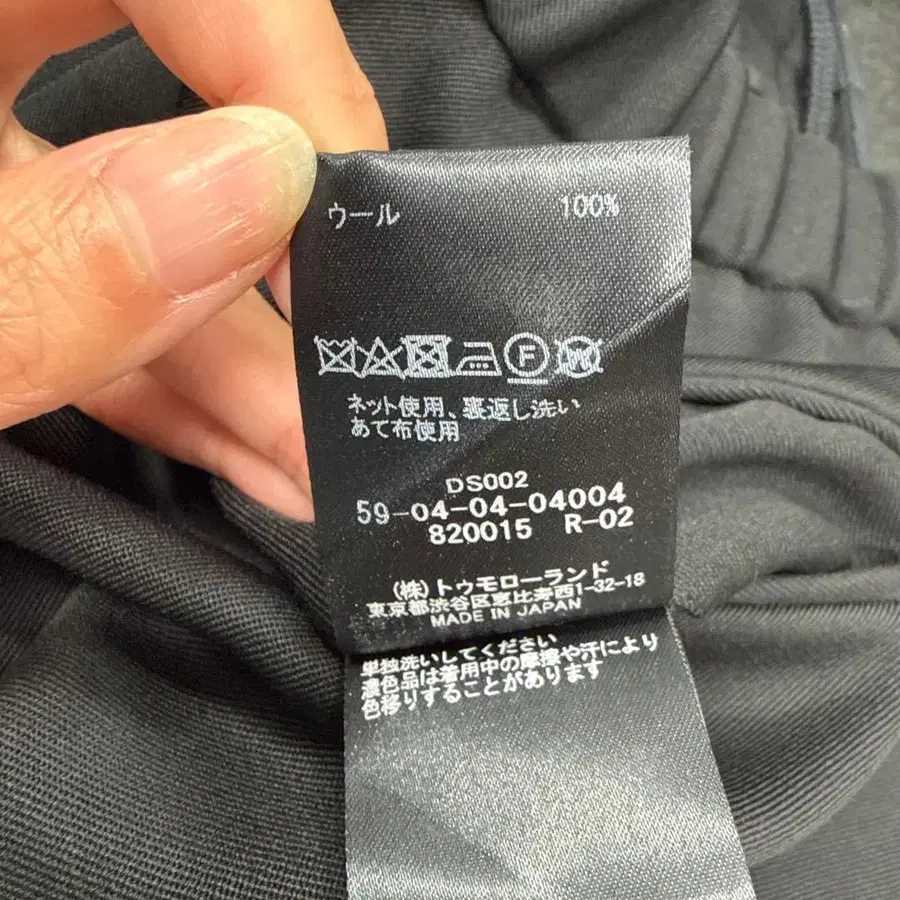 ウール 100%
F
W
ネット使用、裏返し洗い
あて布使用
DS002
59-04-04-04004
820015 R-02
(株)トゥモローランド
東京都渋谷区恵比寿西1-32-18
MADE IN JAPAN
単独洗いしてください
濃色品は着用中の摩擦や汗により
色移りすることがあります